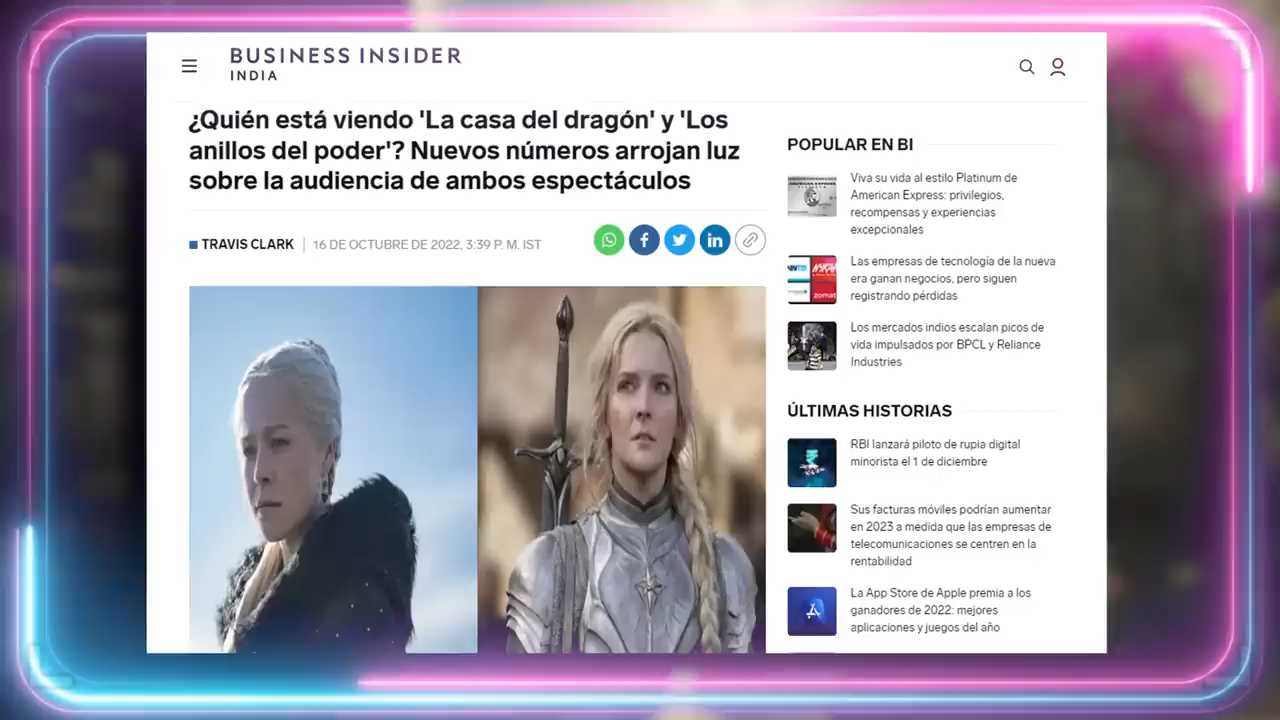 BUSINESS INSIDER
INDIA
¿Quién está viendo 'La casa del dragón' y 'Los
anillos del poder'? Nuevos números arrojan luz
sobre la audiencia de ambos espectáculos
TRAVIS CLARK
16 DE OCTUBRE DE 2022, 3:39 P. M. IST
POPULAR EN BI
Viva su vida al estilo Platinum de
American Express: privilegios,
recompensas y experiencias
excepcionales
Las empresas de tecnología de la nueva
era ganan negocios, pero siguen
registrando pérdidas
zomat
Los mercados indios escalan picos de
vida impulsados por BPCL y Reliance
Industries
ÚLTIMAS HISTORIAS
RBI lanzará piloto de rupia digital
minorista el 1 de diciembre
Sus facturas móviles podrían aumentar
en 2023 a medida que las empresas de
telecomunicaciones se centren en la
rentabilidad
La App Store de Apple premia a los
ganadores de 2022: mejores
aplicaciones y juegos del año